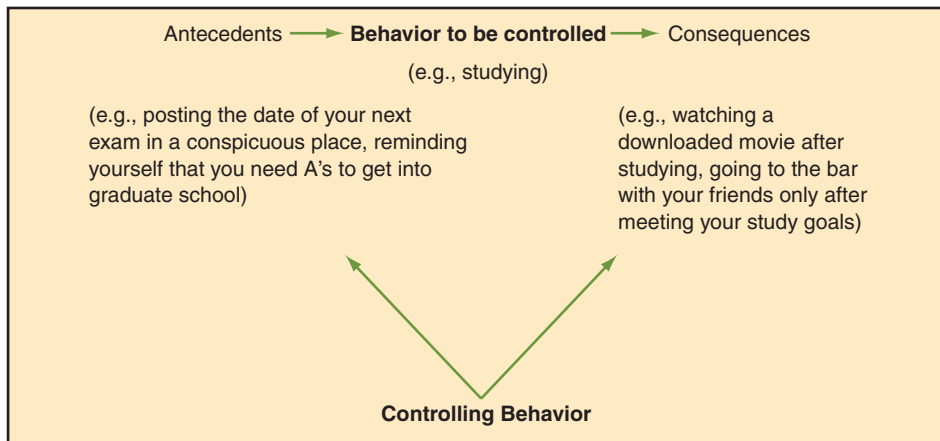 Antecedents Behavior to be controlled Consequences
(e.g., studying)
(e.g., posting the date of your next
exam in a conspicuous place, reminding
yourself that you need A's to get into
graduate school)
(e.g., watching a
downloaded movie after
studying, going to the bar
with your friends only after
meeting your study goals)
Controlling Behavior